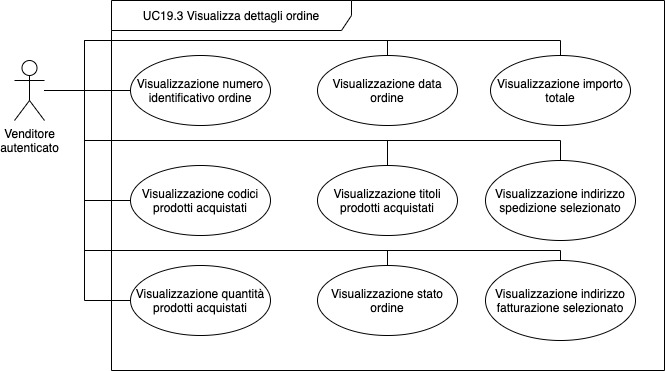 UC19.3 Visualizza dettagli ordine
Venditore
autenticato
Visualizzazione numero
identificativo ordine
Visualizzazione data
ordine
Visualizzazione importo
totale
Visualizzazione codici
prodotti acquistati
Visualizzazione titoli
prodotti acquistati
Visualizzazione indirizzo
spedizione selezionato
Visualizzazione quantità
prodotti acquistati
Visualizzazione stato
ordine
Visualizzazione indirizzo
fatturazione selezionato